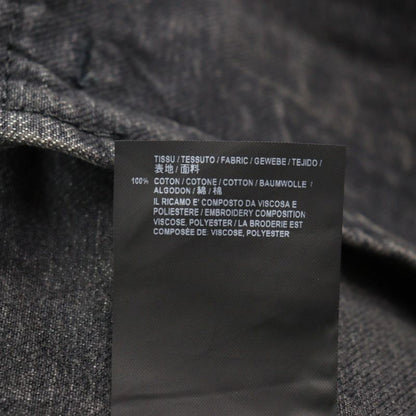 TISSU / TESSUTO / FABRIC / GEWEBE / TEJIDO /
表地 / 面料
100% COTON / COTONE / COTTON / BAUMWOLLE /
ALGODON / 綿 / 棉
IL RICAMO E' COMPOSTO DA VISCOSA E
POLIESTERE / EMBROIDERY COMPOSITION:
VISCOSE, POLYESTER / LA BRODERIE EST
COMPOSÉE DE VISCOSE, POLYESTER